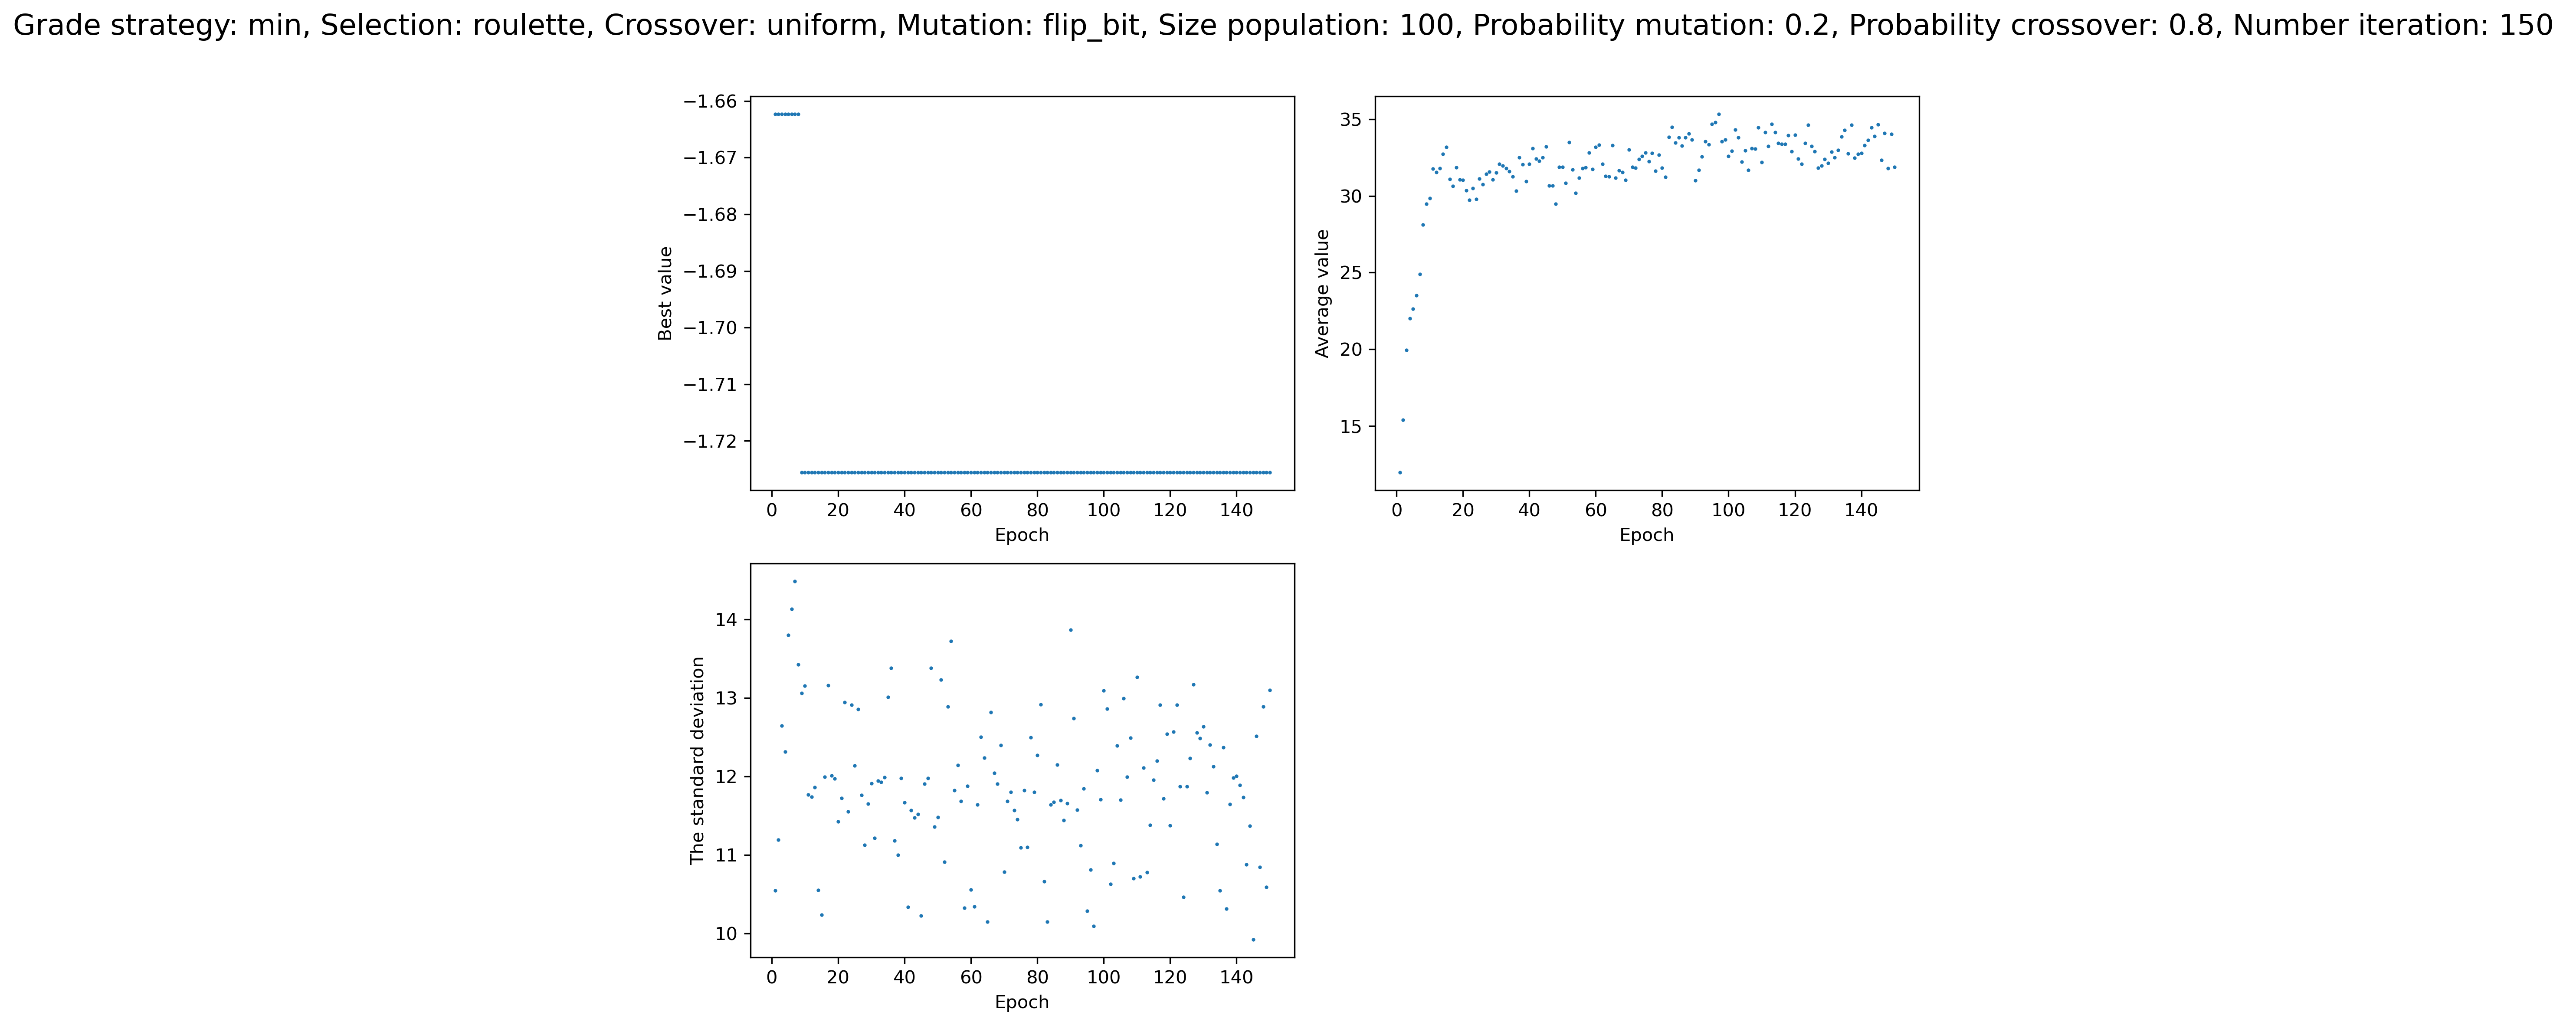 Grade strategy: min, Selection: roulette, Crossover: uniform, Mutation: flip_bit, Size population: 100, Probability mutation: 0.2, Probability crossover: 0.8, Number iteration: 150
−1.66
−1.67
−1.68
−1.69
−1.70
−1.71
−1.72
Best value
0 20 40 60 80 100 120 140
Epoch
35
30
25
20
15
Average value
0 20 40 60 80 100 120 140
Epoch
14
13
12
11
10
The standard deviation
0 20 40 60 80 100 120 140
Epoch